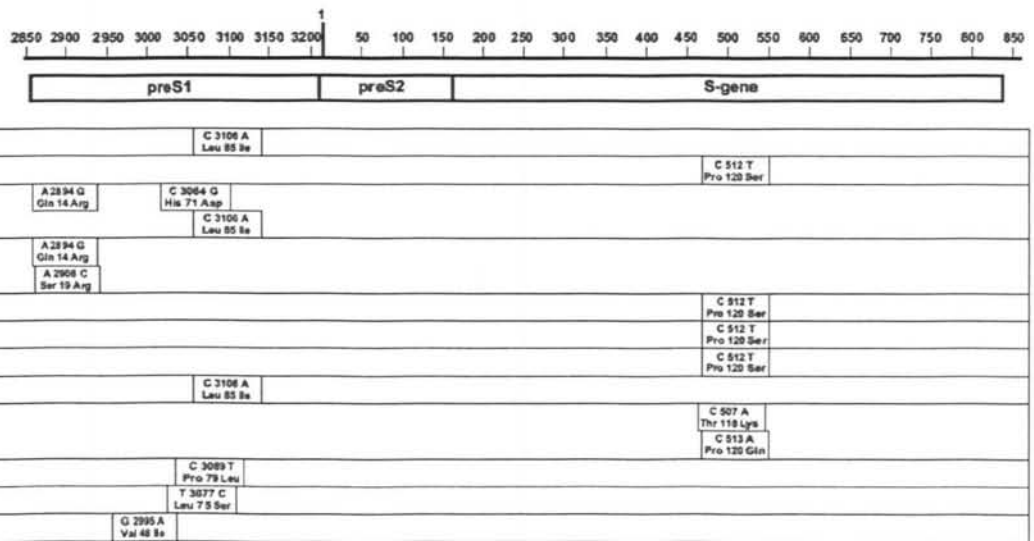 1
2850 2900 2950 3000 3050 3100 3150 3200 50 100 150 200 250 300 350 400 450 500 550 600 650 700 750 800 850
preS1 preS2 S-gene
C 3106 A
Leu 85 Ile
C 512 T
Pro 120 Ser
A 2894 G C 3064 G
Gln 14 Arg His 71 Asp
C 3106 A
Leu 85 Ile
A 2894 G
Gln 14 Arg
A 2908 C
Ser 19 Arg
C 512 T
Pro 120 Ser
C 512 T
Pro 120 Ser
C 512 T
Pro 120 Ser
C 3106 A
Leu 85 Ile
C 507 A
Thr 118 Lys
C 513 A
Pro 120 Gln
C 3089 T
Pro 79 Leu
T 3077 C
Leu 75 Ser
G 2995 A
Val 48 Ile